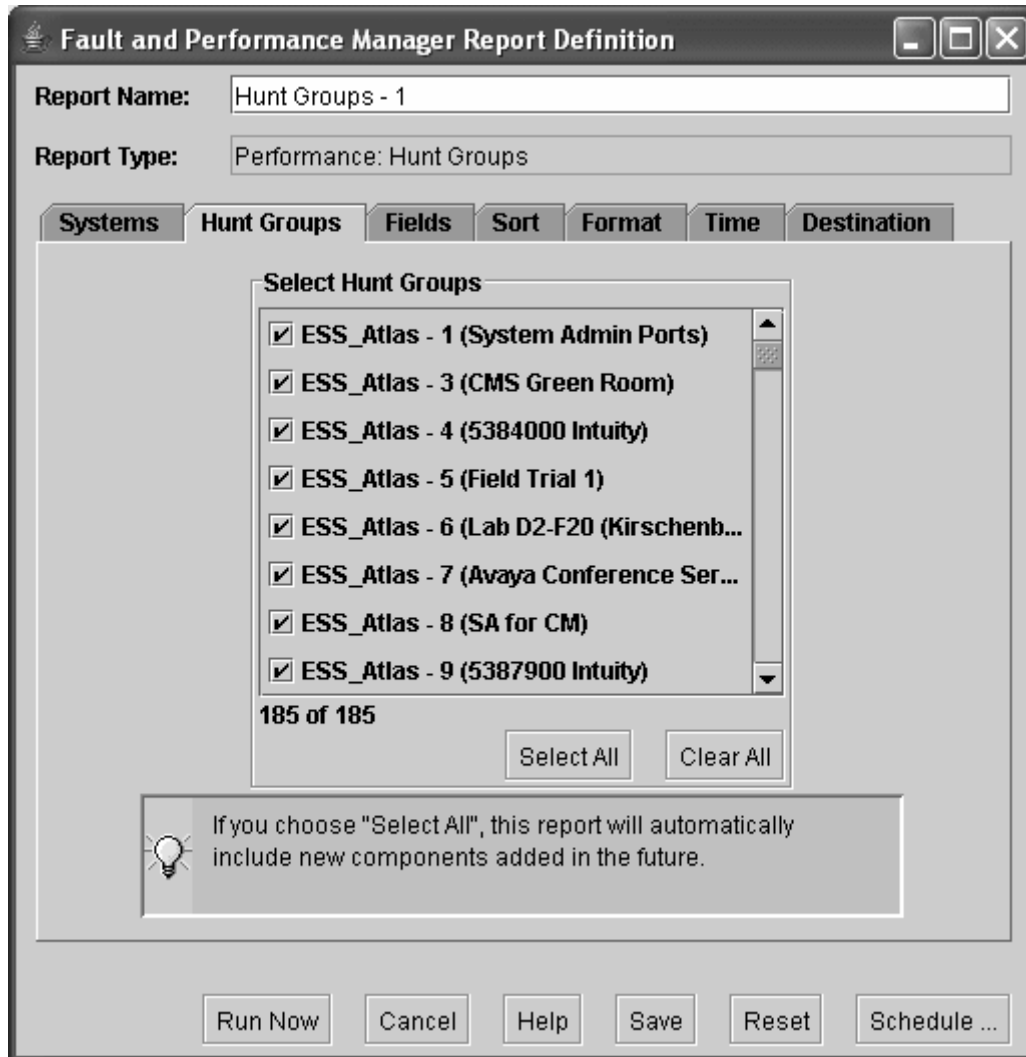 Fault and Performance Manager Report Definition
Report Name: Hunt Groups - 1
Report Type: Performance: Hunt Groups
Systems Hunt Groups Fields Sort Format Time Destination
Select Hunt Groups
ESS_Atlas - 1 (System Admin Ports)
ESS_Atlas - 3 (CMS Green Room)
ESS_Atlas - 4 (5384000 Intuity)
ESS_Atlas - 5 (Field Trial 1)
ESS_Atlas - 6 (Lab D2-F20 (Kirschenb...
ESS_Atlas - 7 (Avaya Conference Ser...
ESS_Atlas - 8 (SA for CM)
ESS_Atlas - 9 (5387900 Intuity)
185 of 185
Select All Clear All
If you choose "Select All", this report will automatically
include new components added in the future.
Run Now Cancel Help Save Reset Schedule ...